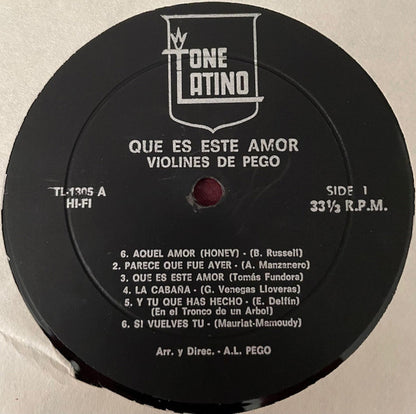 TONE
LATINO
QUE ES ESTE AMOR
VIOLINES DE PEGO
TL-1305 A
HI-FI
SIDE 1
33⅓ R.P.M.
6. AQUEL AMOR (HONEY) - (B. Russell)
2. PARECE QUE FUE AYER - (A. Manzanero)
3. QUE ES ESTE AMOR (Tomás Fundora)
4. LA CABAÑA - (G. Venegas Lloveras)
5. Y TU QUE HAS HECHO - (E. Delfín)
(En el Tronco de un Arbol)
6. SI VUELVES TU - (Mauriat-Mamoudy)
Arr. y Direc. - A.L. PEGO